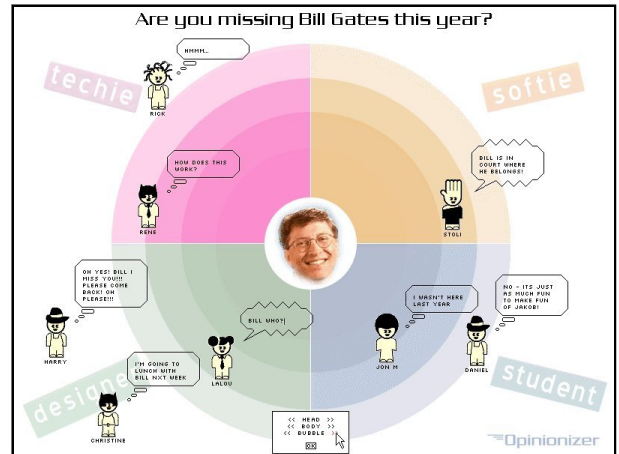 Are you missing Bill Gates this year?
techie
HMMM...
RICK
softie
HOW DOES THIS
WORK?
RENE
BILL IS IN
COURT WHERE
HE BELONGS!
STOLI
OH YES! BILL I
MISS YOU!!!
PLEASE COME
BACK! OH
PLEASE!!!
HARRY
BILL WHO?|
LALOU
I WASN'T HERE
LAST YEAR
JON M
NO - ITS JUST
AS MUCH FUN
TO MAKE FUN
OF JAKOB!
DANIEL
I'M GOING TO
LUNCH WITH
BILL NXT WEEK
CHRISTINE
designer
student
<< HEAD >>
<< BODY >>
<< BUBBLE >>
OK
Opinionizer